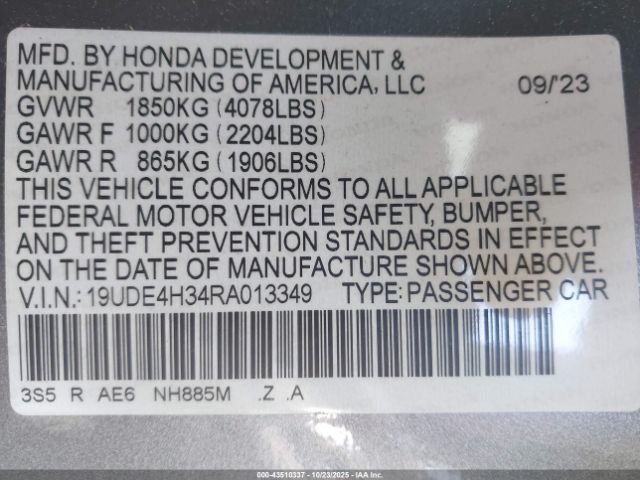 MFD. BY HONDA DEVELOPMENT &
MANUFACTURING OF AMERICA, LLC 09/'23
GVWR 1850KG (4078LBS)
GAWR F 1000KG (2204LBS)
GAWR R 865KG (1906LBS)
THIS VEHICLE CONFORMS TO ALL APPLICABLE
FEDERAL MOTOR VEHICLE SAFETY, BUMPER,
AND THEFT PREVENTION STANDARDS IN EFFECT
ON THE DATE OF MANUFACTURE SHOWN ABOVE.
V.I.N.: 19UDE4H34RA013349 TYPE: PASSENGER CAR
3S5 R AE6 NH885M .Z .A
000-43510337 - 10/23/2025 - IAAI.COM